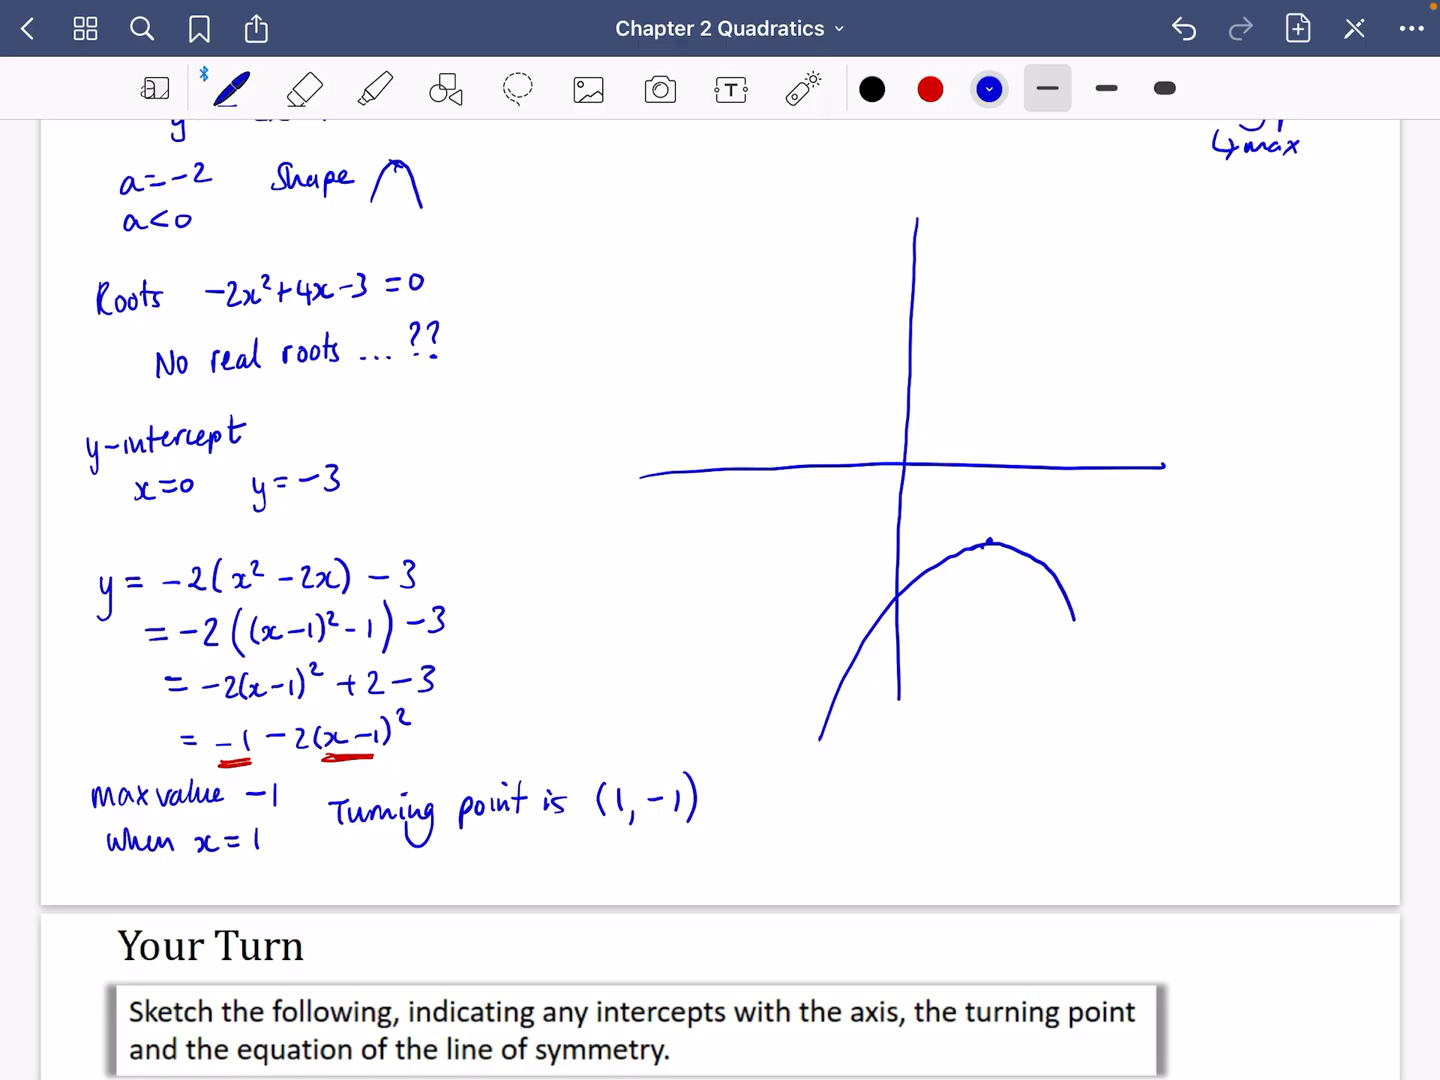 Chapter 2 Quadratics
T
y
↳max
a=-2 Shape
a<0
Roots -2x²+4x-3=0
No real roots ...??
y-intercept
x=0 y=-3
y = -2(x² - 2x) - 3
= -2((x-1)²-1) -3
= -2(x-1)² + 2 - 3
= -1 - 2(x-1)²
max value -1
when x=1
Turning point is (1, -1)
Your Turn
Sketch the following, indicating any intercepts with the axis, the turning point
and the equation of the line of symmetry.